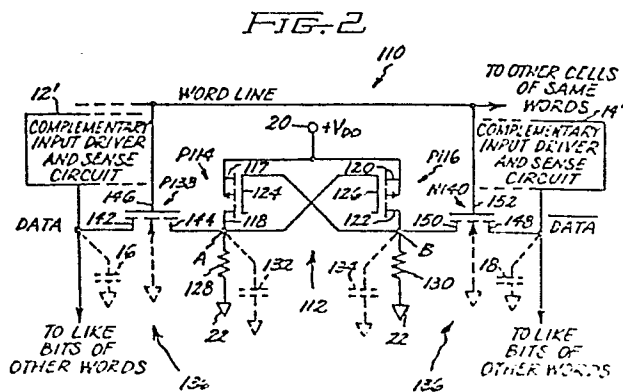 FIG. 2
110
12'
WORD LINE
TO OTHER CELLS
OF SAME
WORDS
14'
COMPLEMENTARY
INPUT DRIVER
AND SENSE
CIRCUIT
20
+VDD
COMPLEMENTARY
INPUT DRIVER
AND SENSE
CIRCUIT
P114
117
120
P116
146
P138
124
126
N140
152
142
144
118
122
150
148
DATA
A
B
DATA
16
128
132
134
130
18
22
112
22
TO LIKE
BITS OF
OTHER WORDS
136
136
TO LIKE
BITS OF
OTHER WORDS